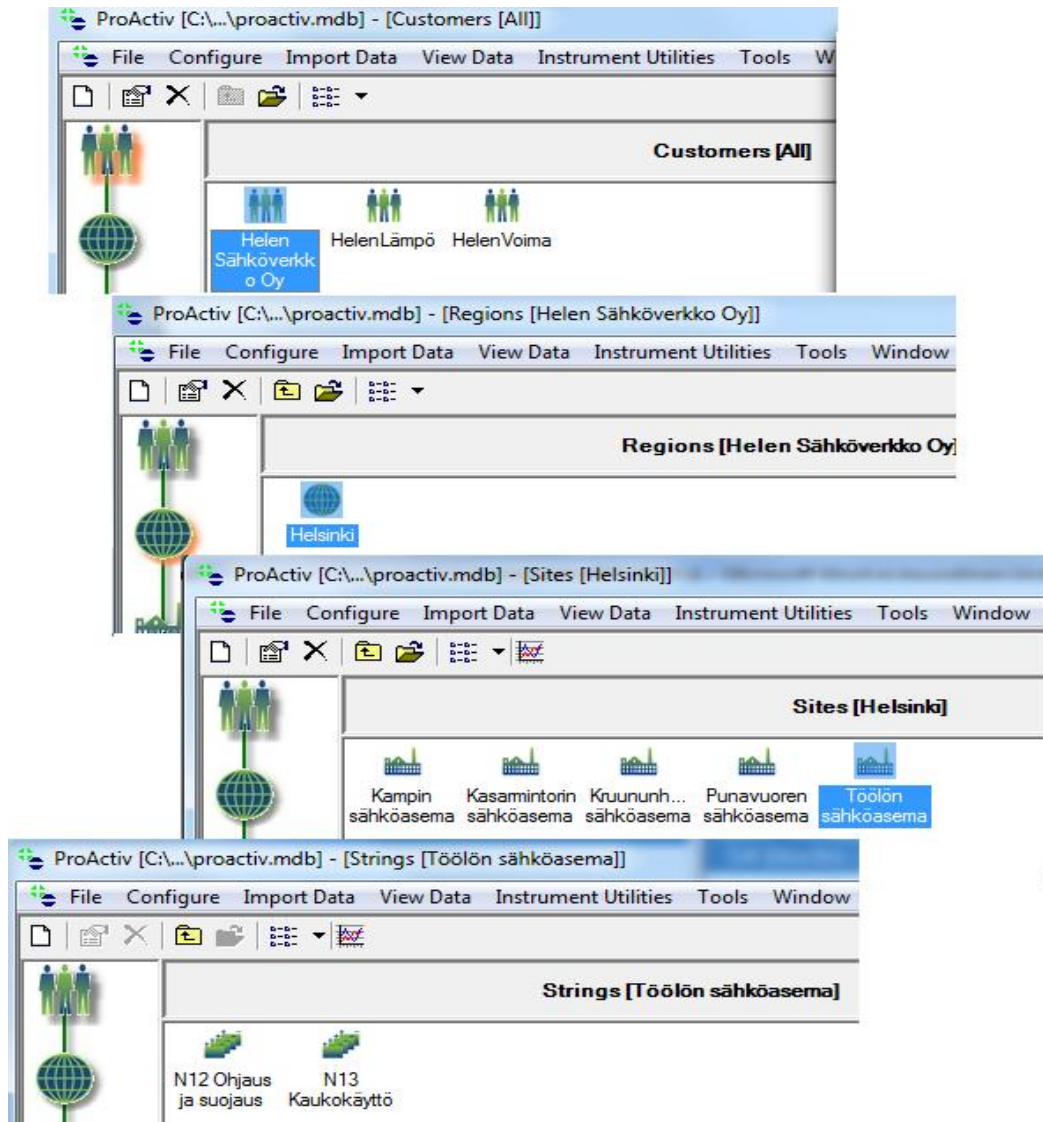 ProActiv [C:\...\proactiv.mdb] - [Customers [All]]
File Configure Import Data View Data Instrument Utilities Tools W
Customers [All]
Helen
Sähköverkk
o Oy
HelenLämpö
HelenVoima
ProActiv [C:\...\proactiv.mdb] - [Regions [Helen Sähköverkko Oy]]
File Configure Import Data View Data Instrument Utilities Tools Window
Regions [Helen Sähköverkko Oy]
Helsinki
ProActiv [C:\...\proactiv.mdb] - [Sites [Helsinki]]
File Configure Import Data View Data Instrument Utilities Tools Window
Sites [Helsinki]
Kampin
sähköasema
Kasamintorin
sähköasema
Kruununh...
sähköasema
Punavuoren
sähköasema
Töölön
sähköasema
ProActiv [C:\...\proactiv.mdb] - [Strings [Töölön sähköasema]]
File Configure Import Data View Data Instrument Utilities Tools Window
Strings [Töölön sähköasema]
N12 Ohjaus
ja suojaus
N13
Kaukokäyttö